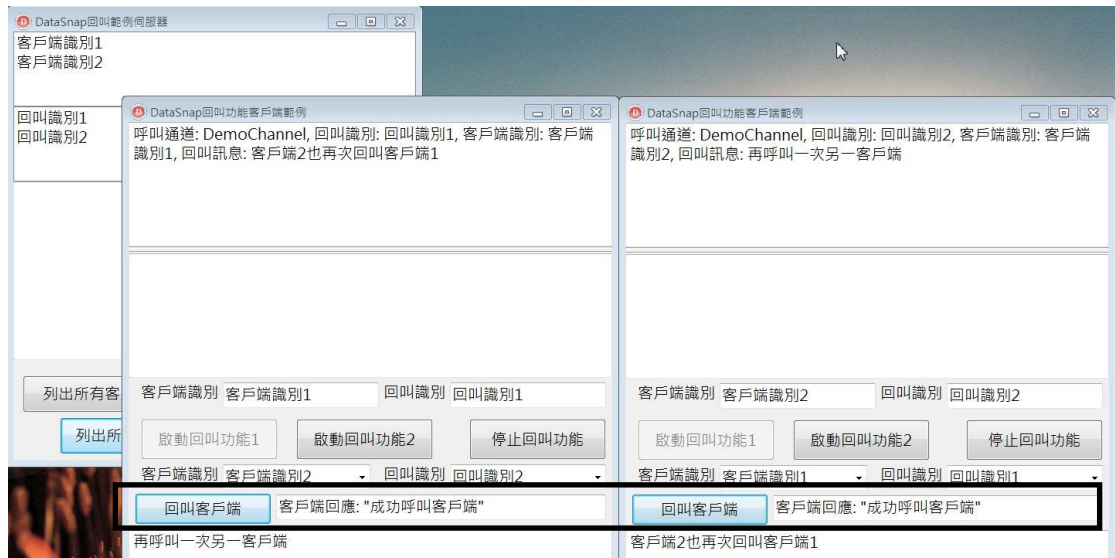 DataSnap回叫範例伺服器
客戶端識別1
客戶端識別2
回叫識別1
回叫識別2
列出所有客
列出所
DataSnap回叫功能客戶端範例
呼叫通道: DemoChannel, 回叫識別: 回叫識別1, 客戶端識別: 客戶端
識別1, 回叫訊息: 客戶端2也再次回叫客戶端1
客戶端識別 客戶端識別1 回叫識別 回叫識別1
啟動回叫功能1 啟動回叫功能2 停止回叫功能
客戶端識別 客戶端識別2 回叫識別 回叫識別2
回叫客戶端 客戶端回應: "成功呼叫客戶端"
再呼叫一次另一客戶端
DataSnap回叫功能客戶端範例
呼叫通道: DemoChannel, 回叫識別: 回叫識別2, 客戶端識別: 客戶端
識別2, 回叫訊息: 再呼叫一次另一客戶端
客戶端識別 客戶端識別2 回叫識別 回叫識別2
啟動回叫功能1 啟動回叫功能2 停止回叫功能
客戶端識別 客戶端識別1 回叫識別 回叫識別1
回叫客戶端 客戶端回應: "成功呼叫客戶端"
客戶端2也再次回叫客戶端1